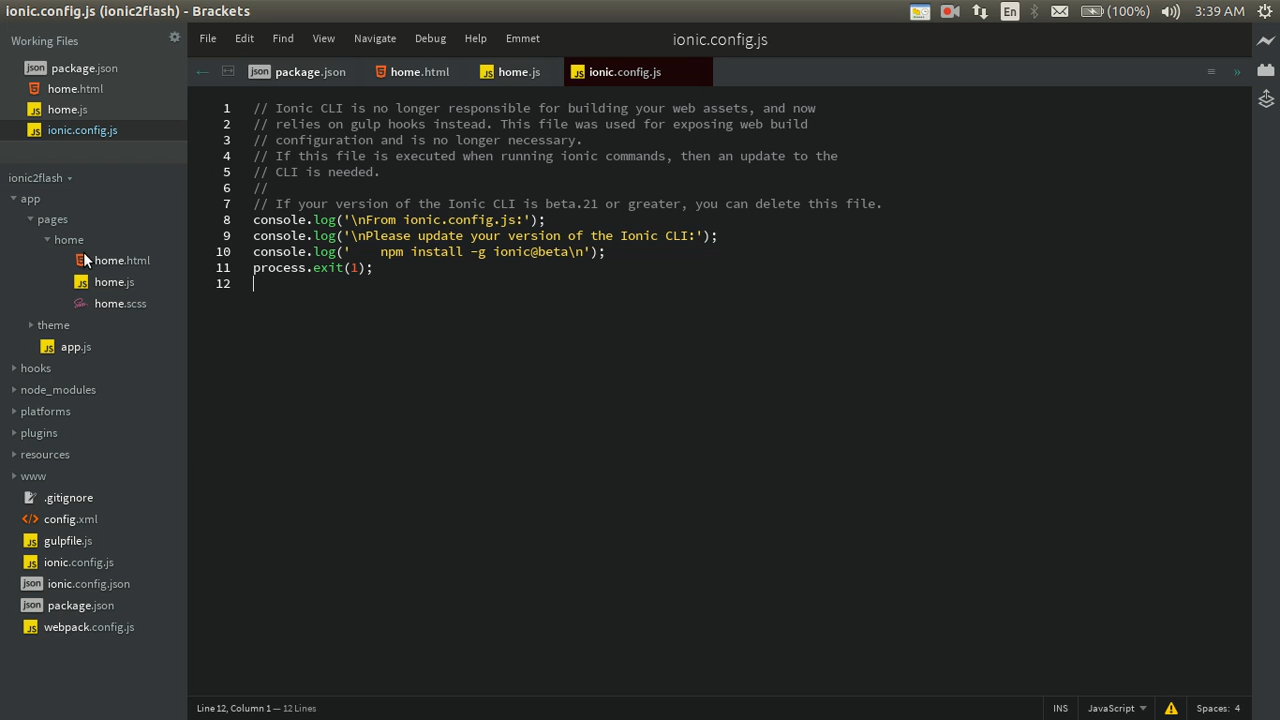 ionic.config.js (ionic2flash) - Brackets
En
(100%)
3:39 AM
Working Files
package.json
home.html
home.js
ionic.config.js
ionic2flash
app
pages
home
home.html
home.js
home.scss
theme
app.js
hooks
node_modules
platforms
plugins
resources
www
.gitignore
config.xml
gulpfile.js
ionic.config.js
json ionic.config.json
json package.json
webpack.config.js
File Edit Find View Navigate Debug Help Emmet
ionic.config.js
json package.json home.html JS home.js JS ionic.config.js
1 // Ionic CLI is no longer responsible for building your web assets, and now
2 // relies on gulp hooks instead. This file was used for exposing web build
3 // configuration and is no longer necessary.
4 // If this file is executed when running ionic commands, then an update to the
5 // CLI is needed.
6 //
7 // If your version of the Ionic CLI is beta.21 or greater, you can delete this file.
8 console.log('\nFrom ionic.config.js:');
9 console.log('\nPlease update your version of the Ionic CLI:');
10 console.log('    npm install -g ionic@beta\n');
11 process.exit(1);
12
Line 12, Column 1 — 12 Lines
INS
JavaScript
Spaces: 4